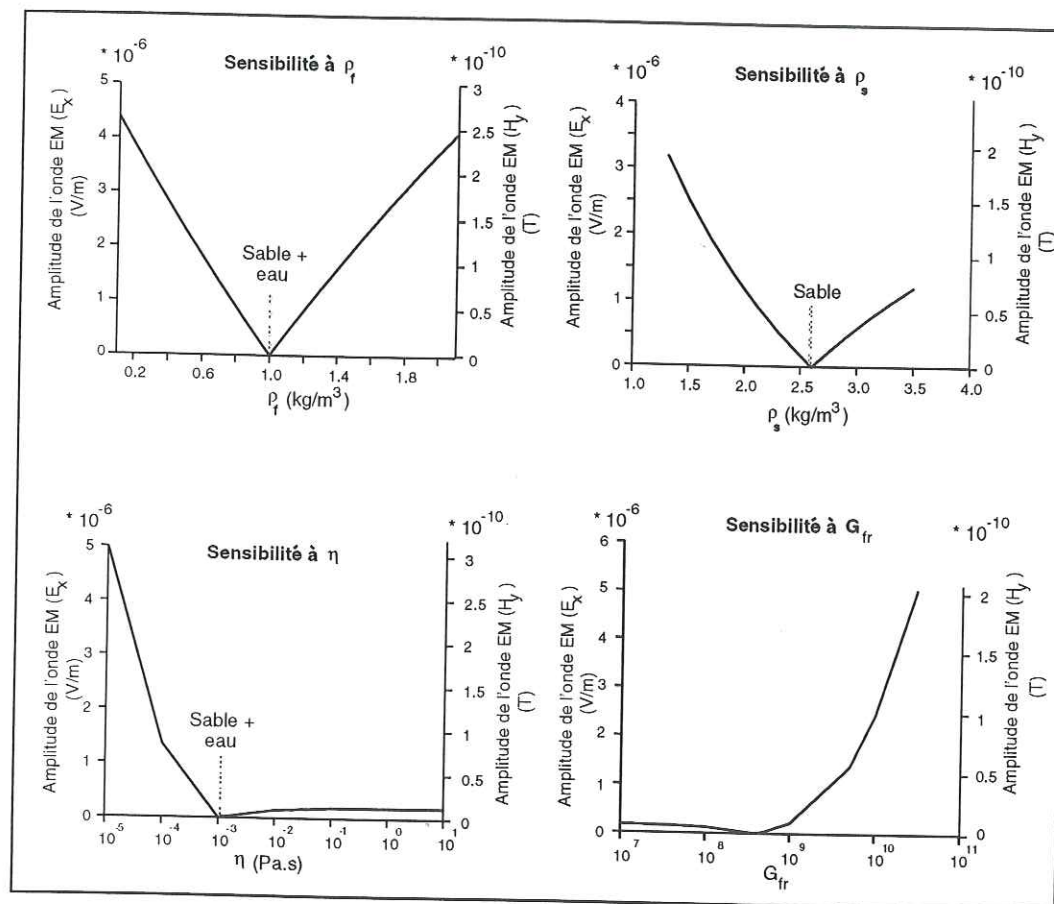 * 10^-6
Sensibilité à ρf
* 10^-10
Amplitude de l'onde EM (Ex)
(V/m)
5
4
3
2
1
0
Sable +
eau
3
2.5
2
1.5
1
0.5
0
Amplitude de l'onde EM (Hy)
(T)
0.2 0.6 1.0 1.4 1.8
ρf (kg/m³)
* 10^-6
Sensibilité à ρs
* 10^-10
Amplitude de l'onde EM (Ex)
(V/m)
4
3
2
1
0
Sable
2
1.5
1
0.5
0
Amplitude de l'onde EM (Hy)
(T)
1.0 1.5 2.0 2.5 3.0 3.5 4.0
ρs (kg/m³)
* 10^-6
Sensibilité à η
* 10^-10
Amplitude de l'onde EM (Ex)
(V/m)
5
4
3
2
1
0
Sable +
eau
3
2.5
2
1.5
1
0.5
0
Amplitude de l'onde EM (Hy)
(T)
10^-5 10^-4 10^-3 10^-2 10^-1 10^0 10^1
η (Pa.s)
* 10^-6
Sensibilité à Gfr
* 10^-10
Amplitude de l'onde EM (Ex)
(V/m)
6
5
4
3
2
1
0
2
1.5
1
0.5
0
Amplitude de l'onde EM (Hy)
(T)
10^7 10^8 10^9 10^10 10^11
Gfr